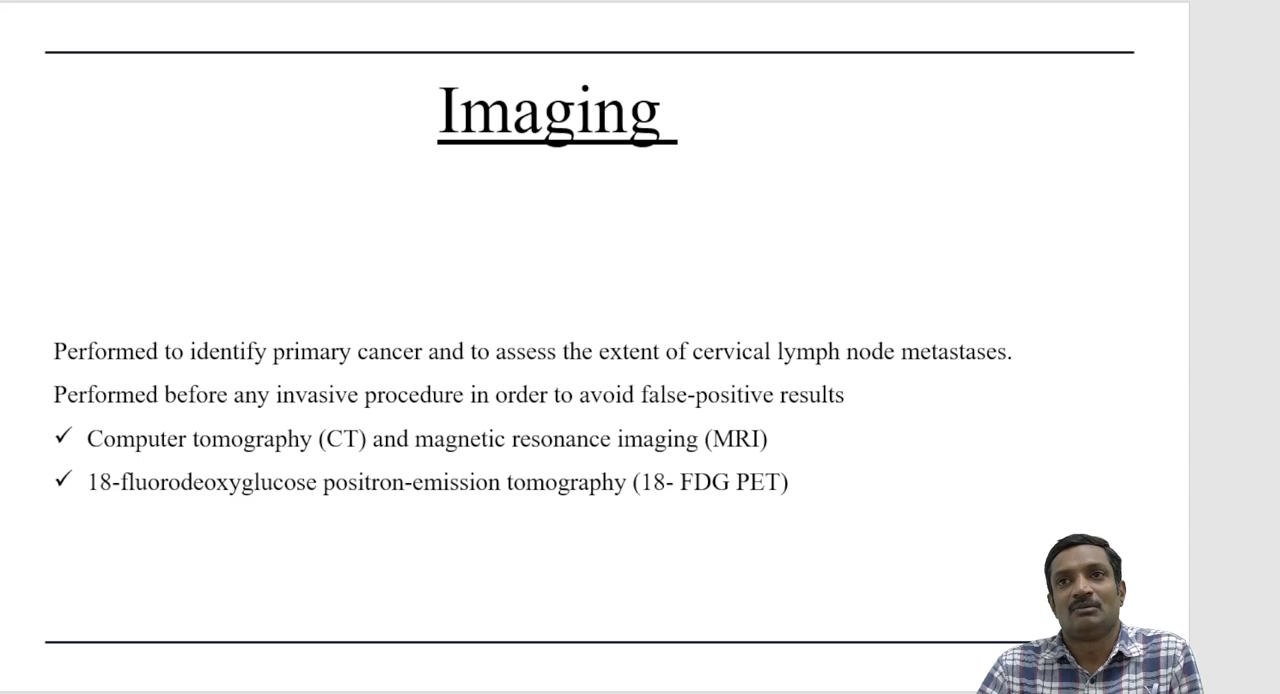 Imaging
Performed to identify primary cancer and to assess the extent of cervical lymph node metastases.
Performed before any invasive procedure in order to avoid false-positive results
✓ Computer tomography (CT) and magnetic resonance imaging (MRI)
✓ 18-fluorodeoxyglucose positron-emission tomography (18- FDG PET)